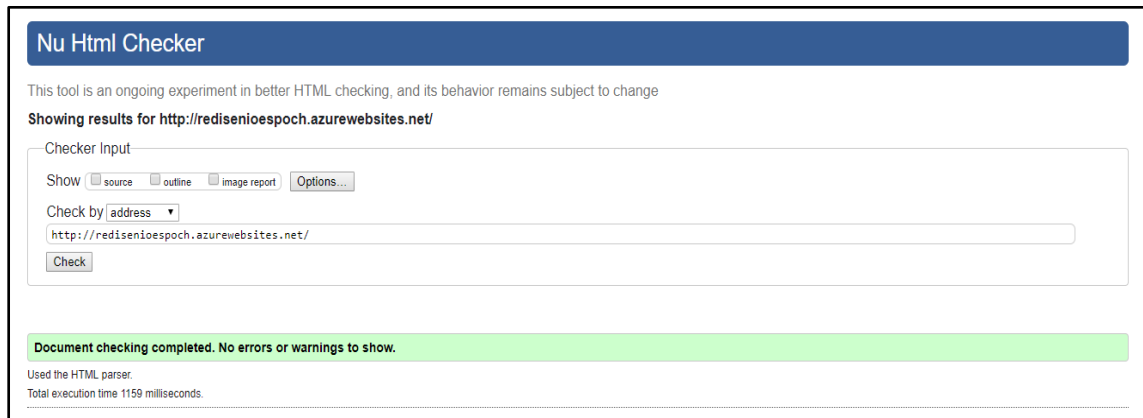 Nu Html Checker
This tool is an ongoing experiment in better HTML checking, and its behavior remains subject to change
Showing results for http://redisenioespoch.azurewebsites.net/
Checker Input
Show source outline image report Options...
Check by address
http://redisenioespoch.azurewebsites.net/
Check
Document checking completed. No errors or warnings to show.
Used the HTML parser.
Total execution time 1159 milliseconds.